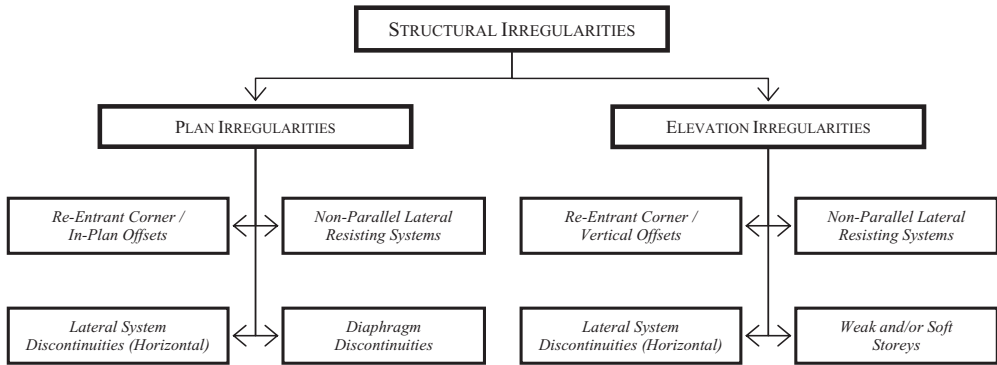 STRUCTURAL IRREGULARITIES
PLAN IRREGULARITIES
ELEVATION IRREGULARITIES
Re-Entrant Corner /
In-Plan Offsets
Non-Parallel Lateral
Resisting Systems
Re-Entrant Corner /
Vertical Offsets
Non-Parallel Lateral
Resisting Systems
Lateral System
Discontinuities (Horizontal)
Diaphragm
Discontinuities
Lateral System
Discontinuities (Horizontal)
Weak and/or Soft
Storeys